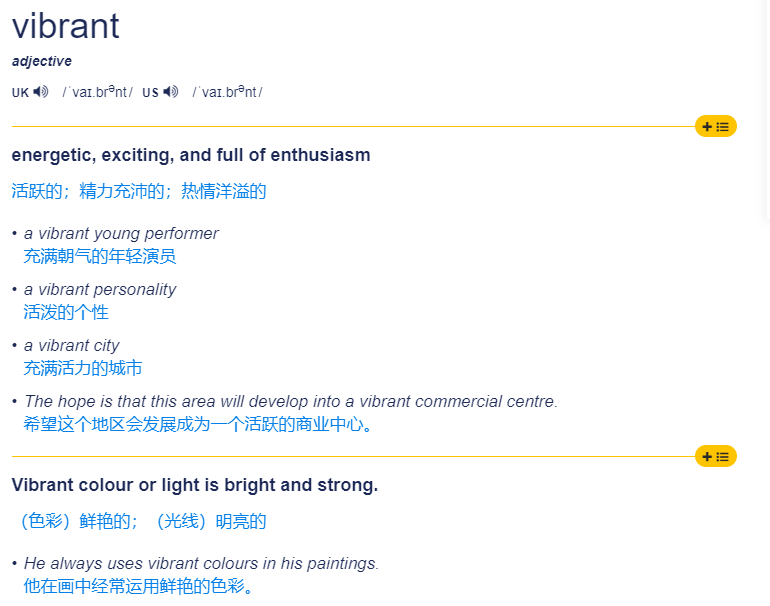 vibrant
adjective
UK /ˈvaɪ.brᵊnt/ US /ˈvaɪ.brᵊnt/
energetic, exciting, and full of enthusiasm
活跃的；精力充沛的；热情洋溢的
• a vibrant young performer
充满朝气的年轻演员
• a vibrant personality
活泼的个性
• a vibrant city
充满活力的城市
• The hope is that this area will develop into a vibrant commercial centre.
希望这个地区会发展成为一个活跃的商业中心。
Vibrant colour or light is bright and strong.
（色彩）鲜艳的；（光线）明亮的
• He always uses vibrant colours in his paintings.
他在画中经常运用鲜艳的色彩。